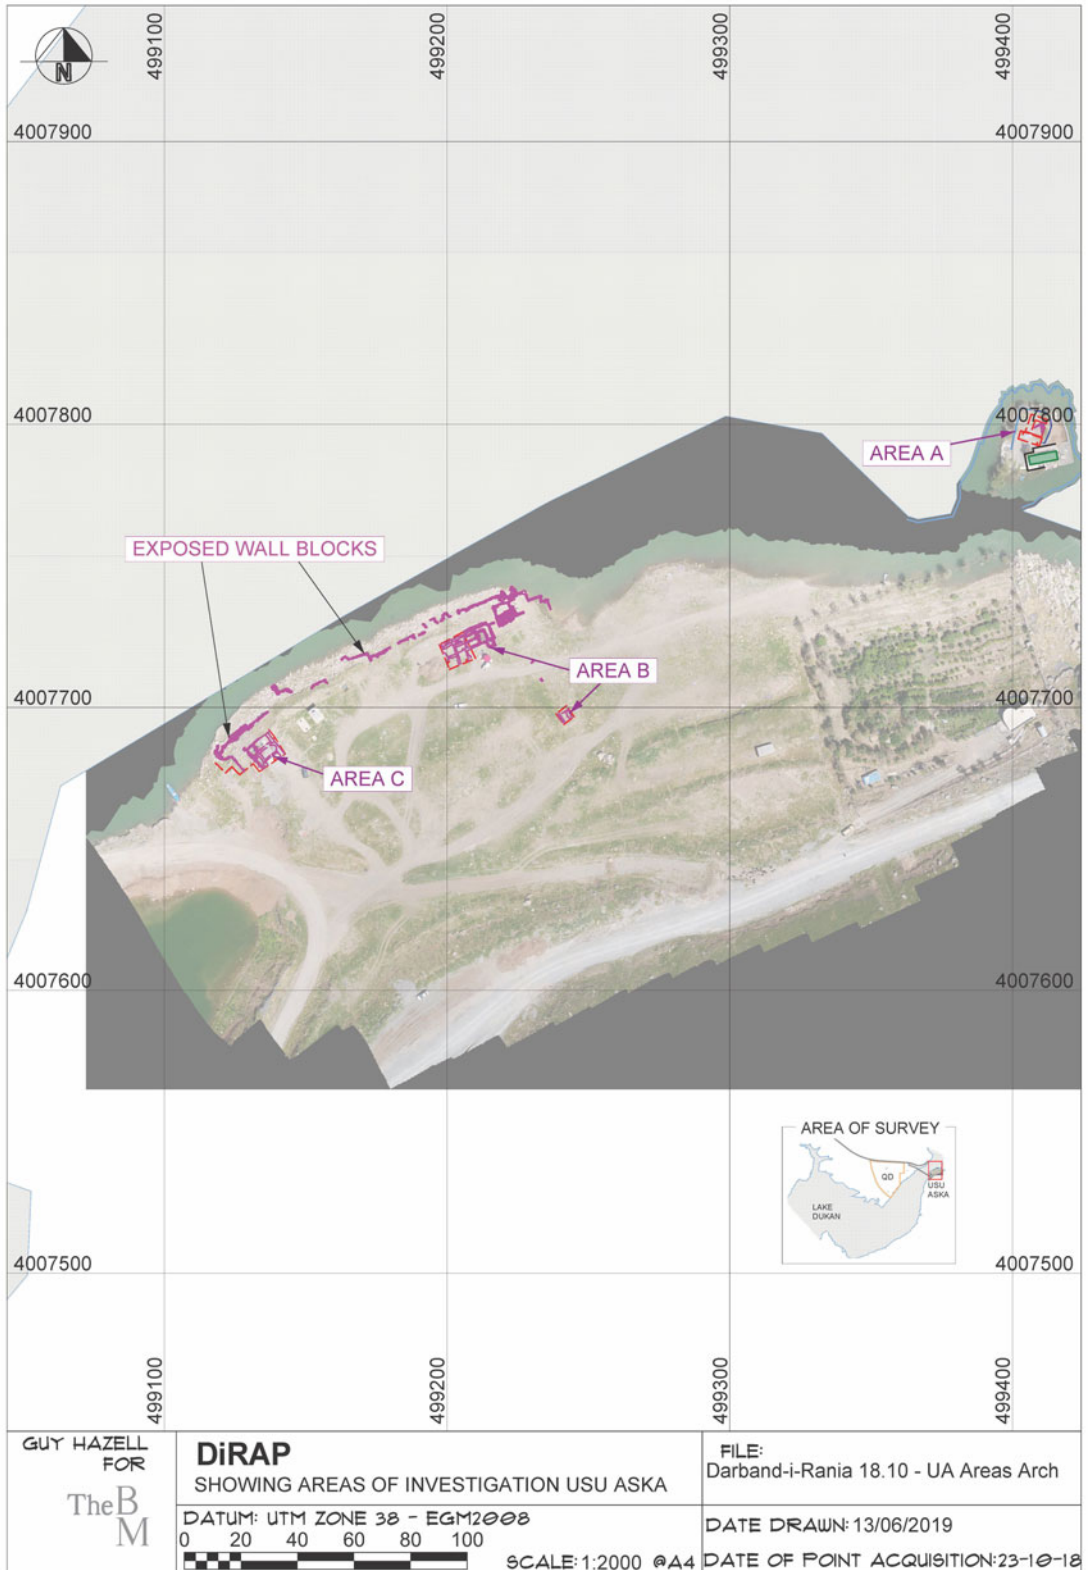 499100
499200
499300
499400
N
4007900
4007900
4007800
4007800
AREA A
EXPOSED WALL BLOCKS
AREA B
4007700
4007700
AREA C
4007600
4007600
AREA OF SURVEY
QD
USU
ASKA
LAKE
DUKAN
4007500
4007500
499100
499200
499300
499400
GUY HAZELL
FOR
The B
M
DiRAP
SHOWING AREAS OF INVESTIGATION USU ASKA
DATUM: UTM ZONE 38 - EGM2008
0 20 40 60 80 100
SCALE: 1:2000 @A4
FILE:
Darband-i-Rania 18.10 - UA Areas Arch
DATE DRAWN: 13/06/2019
DATE OF POINT ACQUISITION: 23-10-18